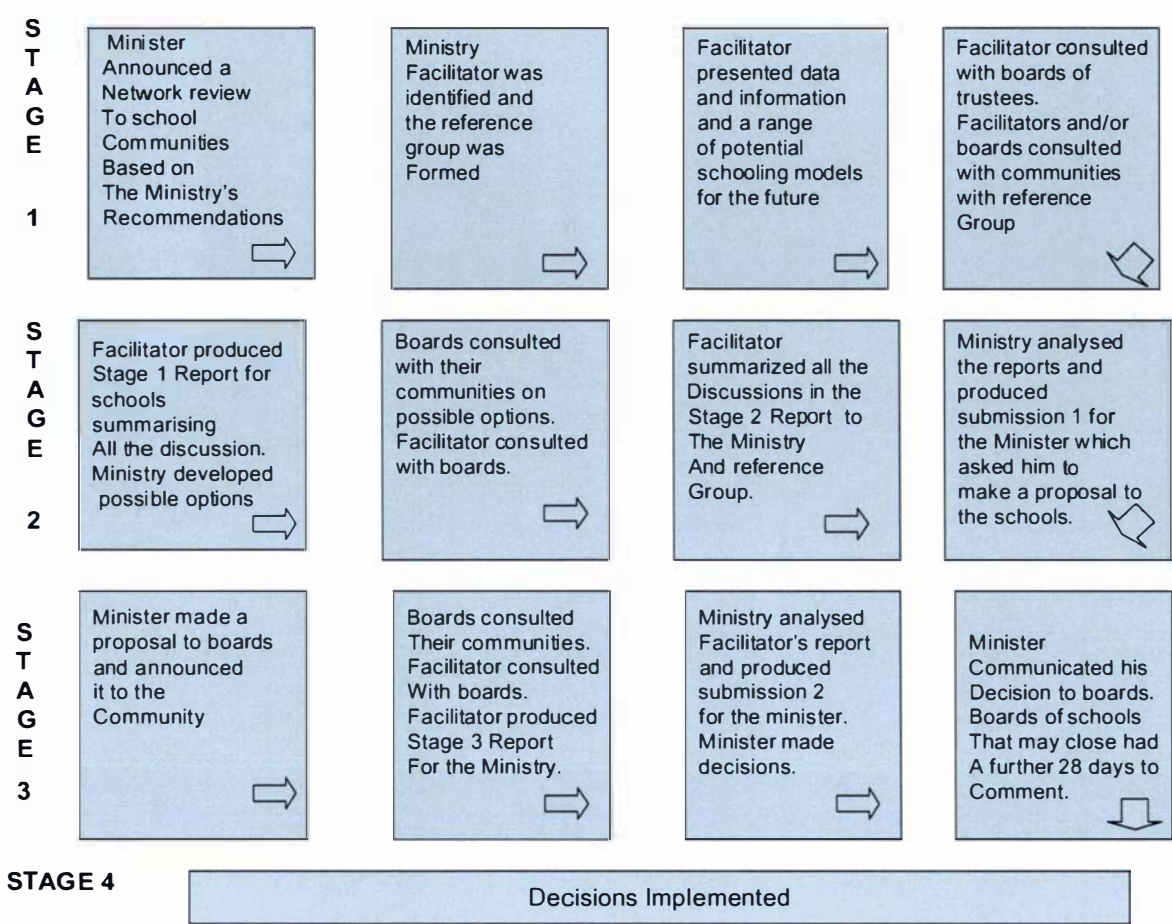 STAGE 1
Minister
Announced a
Network review
To school
Communities
Based on
The Ministry's
Recommendations
Ministry
Facilitator was
identified and
the reference
group was
Formed
Facilitator
presented data
and information
and a range
of potential
schooling models
for the future
Facilitator consulted
with boards of
trustees.
Facilitators and/or
boards consulted
with communities
with reference
Group
STAGE 2
Facilitator produced
Stage 1 Report for
schools
summarising
All the discussion.
Ministry developed
possible options
Boards consulted
with their
communities on
possible options.
Facilitator consulted
with boards.
Facilitator
summarized all the
Discussions in the
Stage 2 Report to
The Ministry
And reference
Group.
Ministry analysed
the reports and
produced
submission 1 for
the Minister which
asked him to
make a proposal to
the schools.
STAGE 3
Minister made a
proposal to boards
and announced
it to the
Community
Boards consulted
Their communities.
Facilitator consulted
With boards.
Facilitator produced
Stage 3 Report
For the Ministry.
Ministry analysed
Facilitator's report
and produced
submission 2
for the minister.
Minister made
decisions.
Minister
Communicated his
Decision to boards.
Boards of schools
That may close had
A further 28 days to
Comment.
STAGE 4
Decisions Implemented